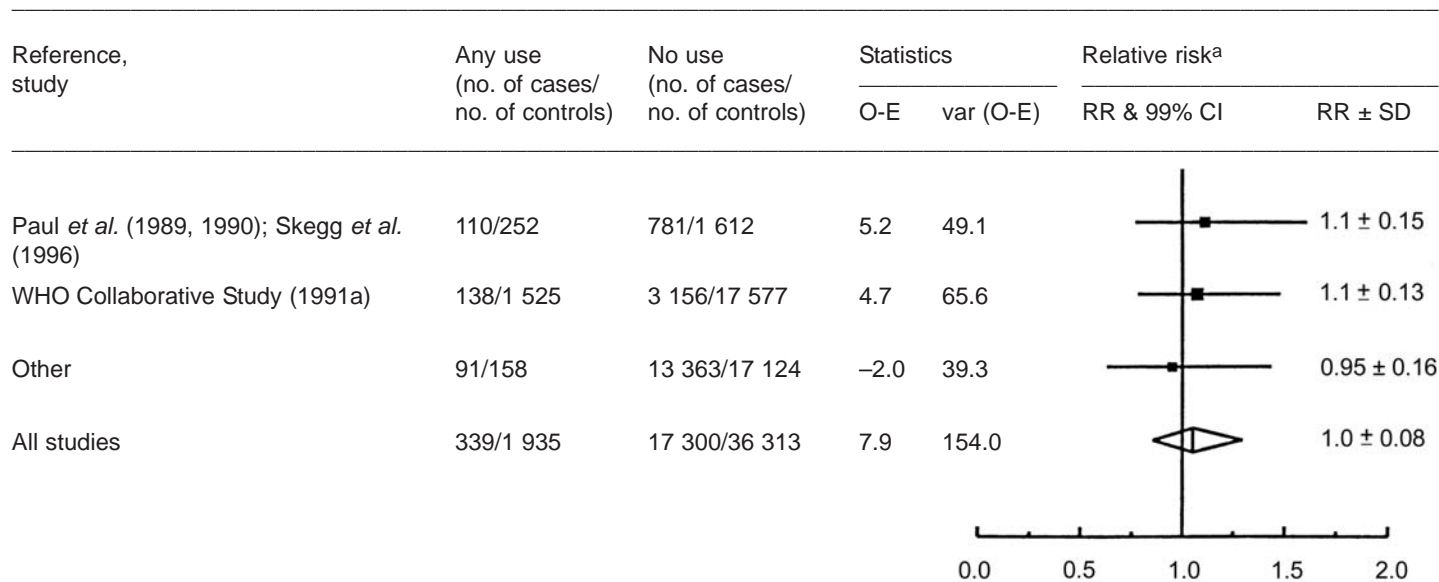 Reference, Any use No use Statistics Relative riskᵃ
study (no. of cases/ (no. of cases/
no. of controls) no. of controls) O-E var (O-E) RR & 99% CI RR ± SD
Paul et al. (1989, 1990); Skegg et al. 110/252 781/1 612 5.2 49.1 1.1 ± 0.15
(1996)
WHO Collaborative Study (1991a) 138/1 525 3 156/17 577 4.7 65.6 1.1 ± 0.13
Other 91/158 13 363/17 124 –2.0 39.3 0.95 ± 0.16
All studies 339/1 935 17 300/36 313 7.9 154.0 1.0 ± 0.08
0.0 0.5 1.0 1.5 2.0